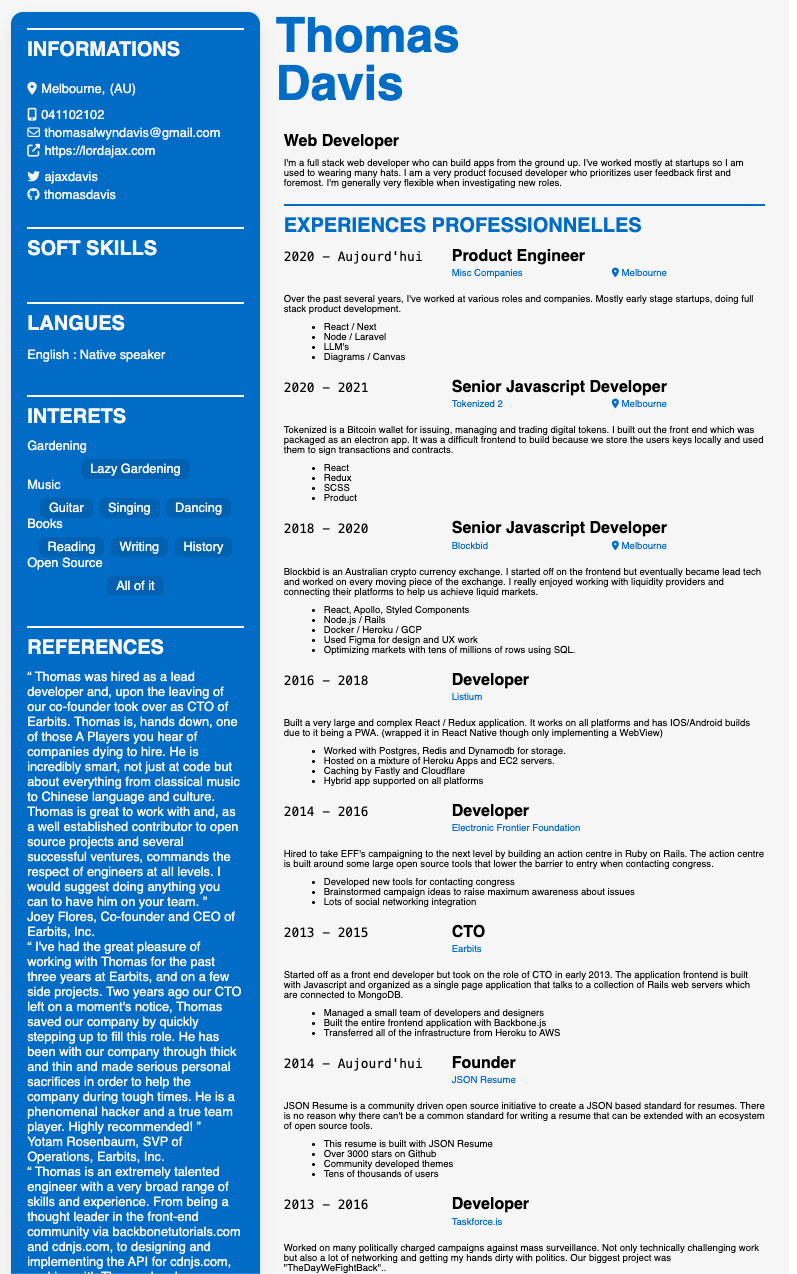 INFORMATIONS
Melbourne, (AU)
041102102
thomasalwyndavis@gmail.com
https://lordajax.com
ajaxdavis
thomasdavis
SOFT SKILLS
LANGUES
English : Native speaker
INTERETS
Gardening
Lazy Gardening
Music
Guitar Singing Dancing
Books
Reading Writing History
Open Source
All of it
REFERENCES
“ Thomas was hired as a lead
developer and, upon the leaving of
our co-founder took over as CTO of
Earbits. Thomas is, hands down, one
of those A Players you hear of
companies dying to hire. He is
incredibly smart, not just at code but
about everything from classical music
to Chinese language and culture.
Thomas is great to work with and, as
a well established contributor to open
source projects and several
successful ventures, commands the
respect of engineers at all levels. I
would suggest doing anything you
can to have him on your team. ”
Joey Flores, Co-founder and CEO of
Earbits, Inc.
“ I've had the great pleasure of
working with Thomas for the past
three years at Earbits, and on a few
side projects. Two years ago our CTO
left on a moment's notice, Thomas
saved our company by quickly
stepping up to fill this role. He has
been with our company through thick
and thin and made serious personal
sacrifices in order to help the
company during tough times. He is a
phenomenal hacker and a true team
player. Highly recommended! ”
Yotam Rosenbaum, SVP of
Operations, Earbits, Inc.
“ Thomas is an extremely talented
engineer with a very broad range of
skills and experience. From being a
thought leader in the front-end
community via backbonetutorials.com
and cdnjs.com, to designing and
implementing the API for cdnjs.com,
Thomas
Davis
Web Developer
I'm a full stack web developer who can build apps from the ground up. I've worked mostly at startups so I am
used to wearing many hats. I am a very product focused developer who prioritizes user feedback first and
foremost. I'm generally very flexible when investigating new roles.
EXPERIENCES PROFESSIONNELLES
2020 – Aujourd'hui Product Engineer
Misc Companies Melbourne
Over the past several years, I've worked at various roles and companies. Mostly early stage startups, doing full
stack product development.
• React / Next
• Node / Laravel
• LLM's
• Diagrams / Canvas
2020 – 2021 Senior Javascript Developer
Tokenized 2 Melbourne
Tokenized is a Bitcoin wallet for issuing, managing and trading digital tokens. I built out the front end which was
packaged as an electron app. It was a difficult frontend to build because we store the users keys locally and used
them to sign transactions and contracts.
• React
• Redux
• SCSS
• Product
2018 – 2020 Senior Javascript Developer
Blockbid Melbourne
Blockbid is an Australian crypto currency exchange. I started off on the frontend but eventually became lead tech
and worked on every moving piece of the exchange. I really enjoyed working with liquidity providers and
connecting their platforms to help us achieve liquid markets.
• React, Apollo, Styled Components
• Node.js / Rails
• Docker / Heroku / GCP
• Used Figma for design and UX work
• Optimizing markets with tens of millions of rows using SQL.
2016 – 2018 Developer
Listium
Built a very large and complex React / Redux application. It works on all platforms and has IOS/Android builds
due to it being a PWA. (wrapped it in React Native though only implementing a WebView)
• Worked with Postgres, Redis and Dynamodb for storage.
• Hosted on a mixture of Heroku Apps and EC2 servers.
• Caching by Fastly and Cloudflare
• Hybrid app supported on all platforms
2014 – 2016 Developer
Electronic Frontier Foundation
Hired to take EFF's campaigning to the next level by building an action centre in Ruby on Rails. The action centre
is built around some large open source tools that lower the barrier to entry when contacting congress.
• Developed new tools for contacting congress
• Brainstormed campaign ideas to raise maximum awareness about issues
• Lots of social networking integration
2013 – 2015 CTO
Earbits
Started off as a front end developer but took on the role of CTO in early 2013. The application frontend is built
with Javascript and organized as a single page application that talks to a collection of Rails web servers which
are connected to MongoDB.
• Managed a small team of developers and designers
• Built the entire frontend application with Backbone.js
• Transferred all of the infrastructure from Heroku to AWS
2014 – Aujourd'hui Founder
JSON Resume
JSON Resume is a community driven open source initiative to create a JSON based standard for resumes. There
is no reason why there can't be a common standard for writing a resume that can be extended with an ecosystem
of open source tools.
• This resume is built with JSON Resume
• Over 3000 stars on Github
• Community developed themes
• Tens of thousands of users
2013 – 2016 Developer
Taskforce.is
Worked on many politically charged campaigns against mass surveillance. Not only technically challenging work
but also a lot of networking and getting my hands dirty with politics. Our biggest project was
"TheDayWeFightBack"..